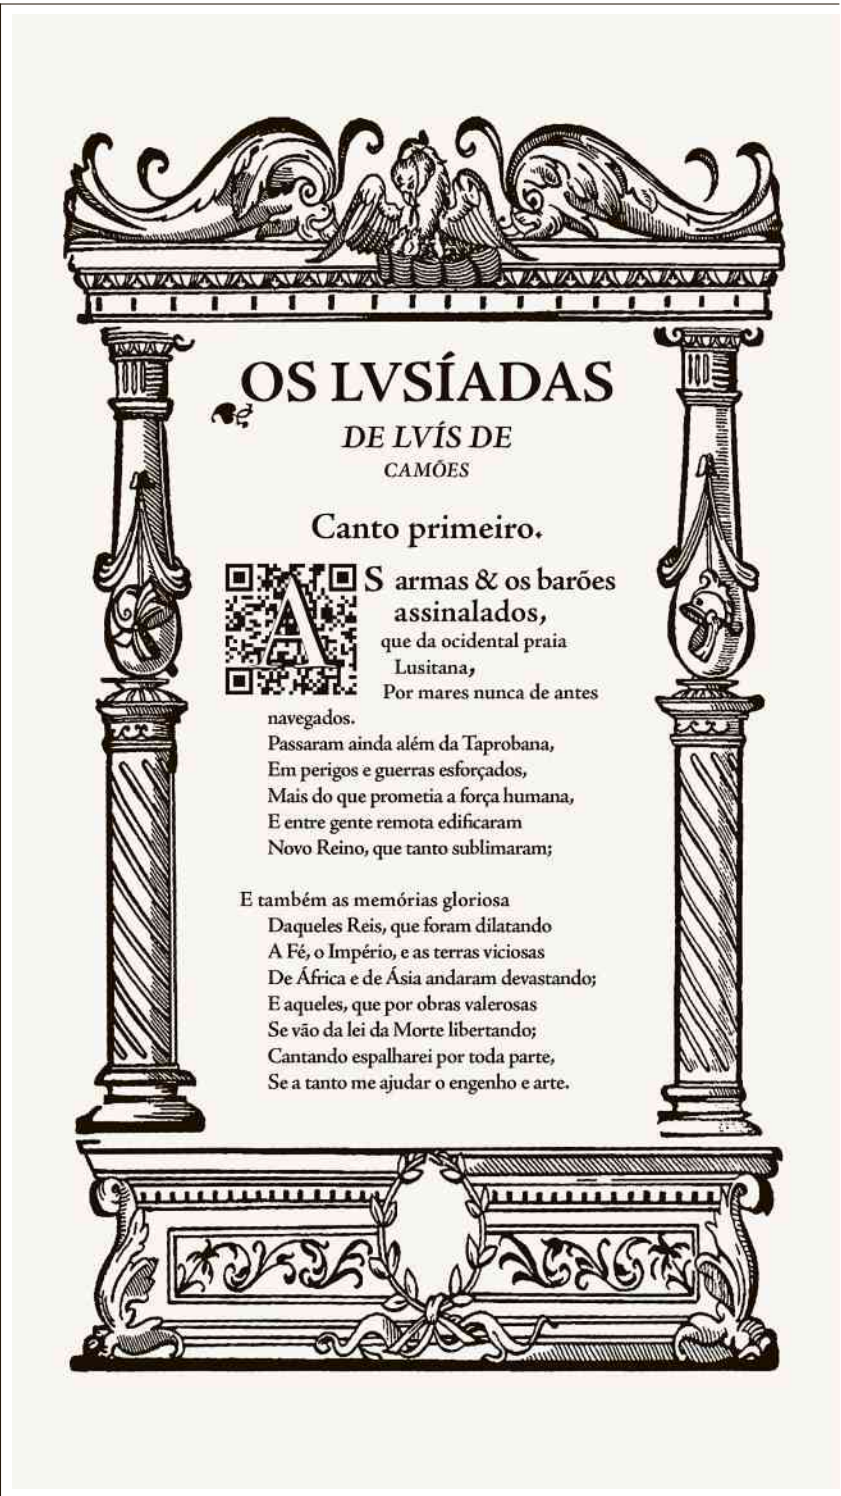 OS LVSÍADAS
DE LVÍS DE
CAMÕES
Canto primeiro.
AS armas & os barões
assinalados,
que da ocidental praia
Lusitana,
Por mares nunca de antes
navegados.
Passaram ainda além da Taprobana,
Em perigos e guerras esforçados,
Mais do que prometia a força humana,
E entre gente remota edificaram
Novo Reino, que tanto sublimaram;
E também as memórias gloriosa
Daqueles Reis, que foram dilatando
A Fé, o Império, e as terras viciosas
De África e de Ásia andaram devastando;
E aqueles, que por obras valerosas
Se vão da lei da Morte libertando;
Cantando espalharei por toda parte,
Se a tanto me ajudar o engenho e arte.